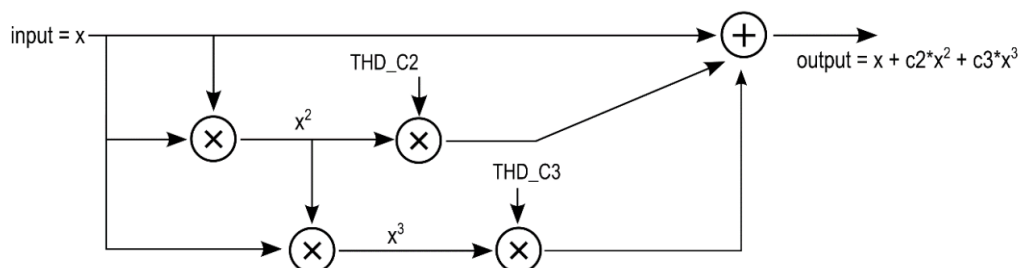 input = x
THD_C2
output = x + c2*x² + c3*x³
x²
THD_C3
x³